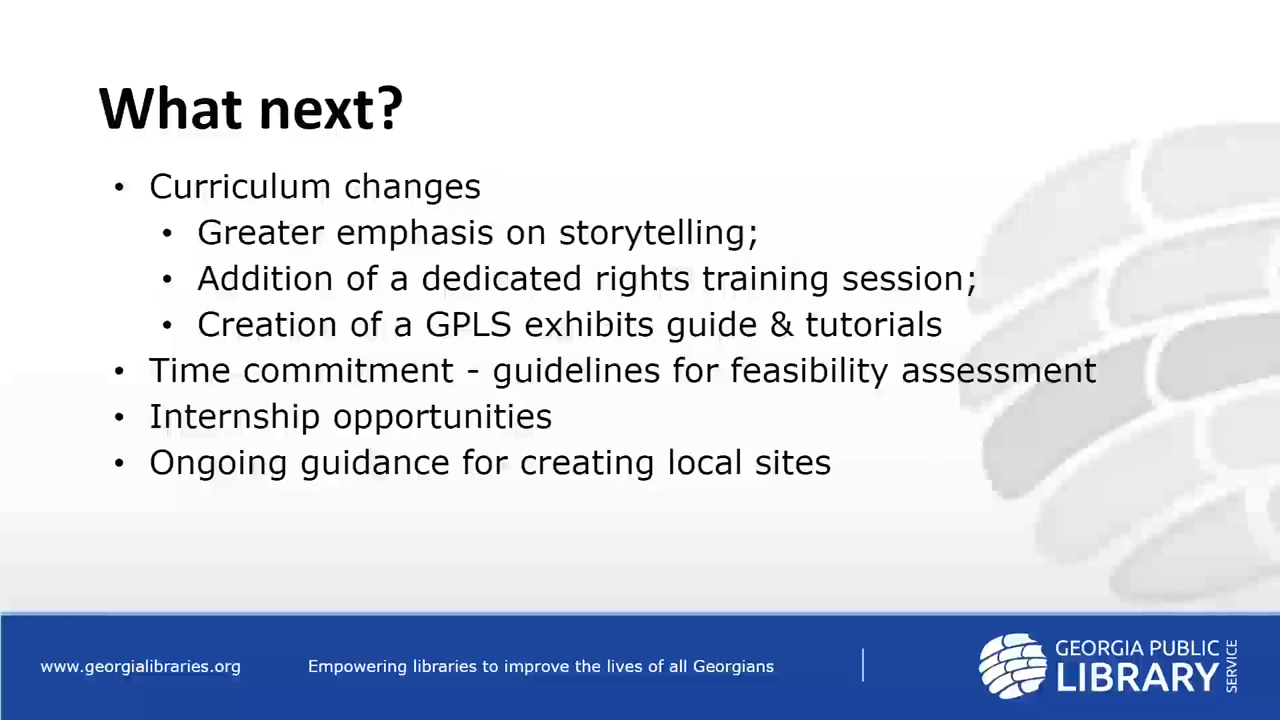 What next?
• Curriculum changes
• Greater emphasis on storytelling;
• Addition of a dedicated rights training session;
• Creation of a GPLS exhibits guide & tutorials
• Time commitment - guidelines for feasibility assessment
• Internship opportunities
• Ongoing guidance for creating local sites
www.georgialibraries.org
Empowering libraries to improve the lives of all Georgians
GEORGIA PUBLIC
LIBRARY
SERVICE